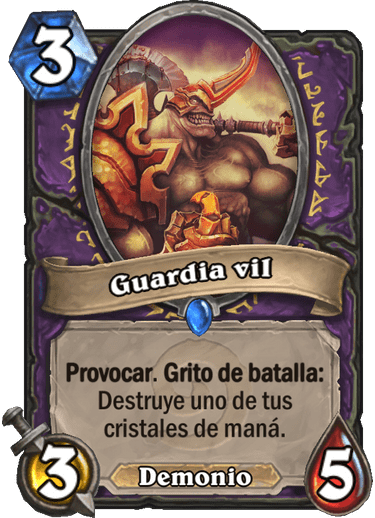 3
Guardia vil
Provocar. Grito de batalla:
Destruye uno de tus
cristales de maná.
3
Demonio
5